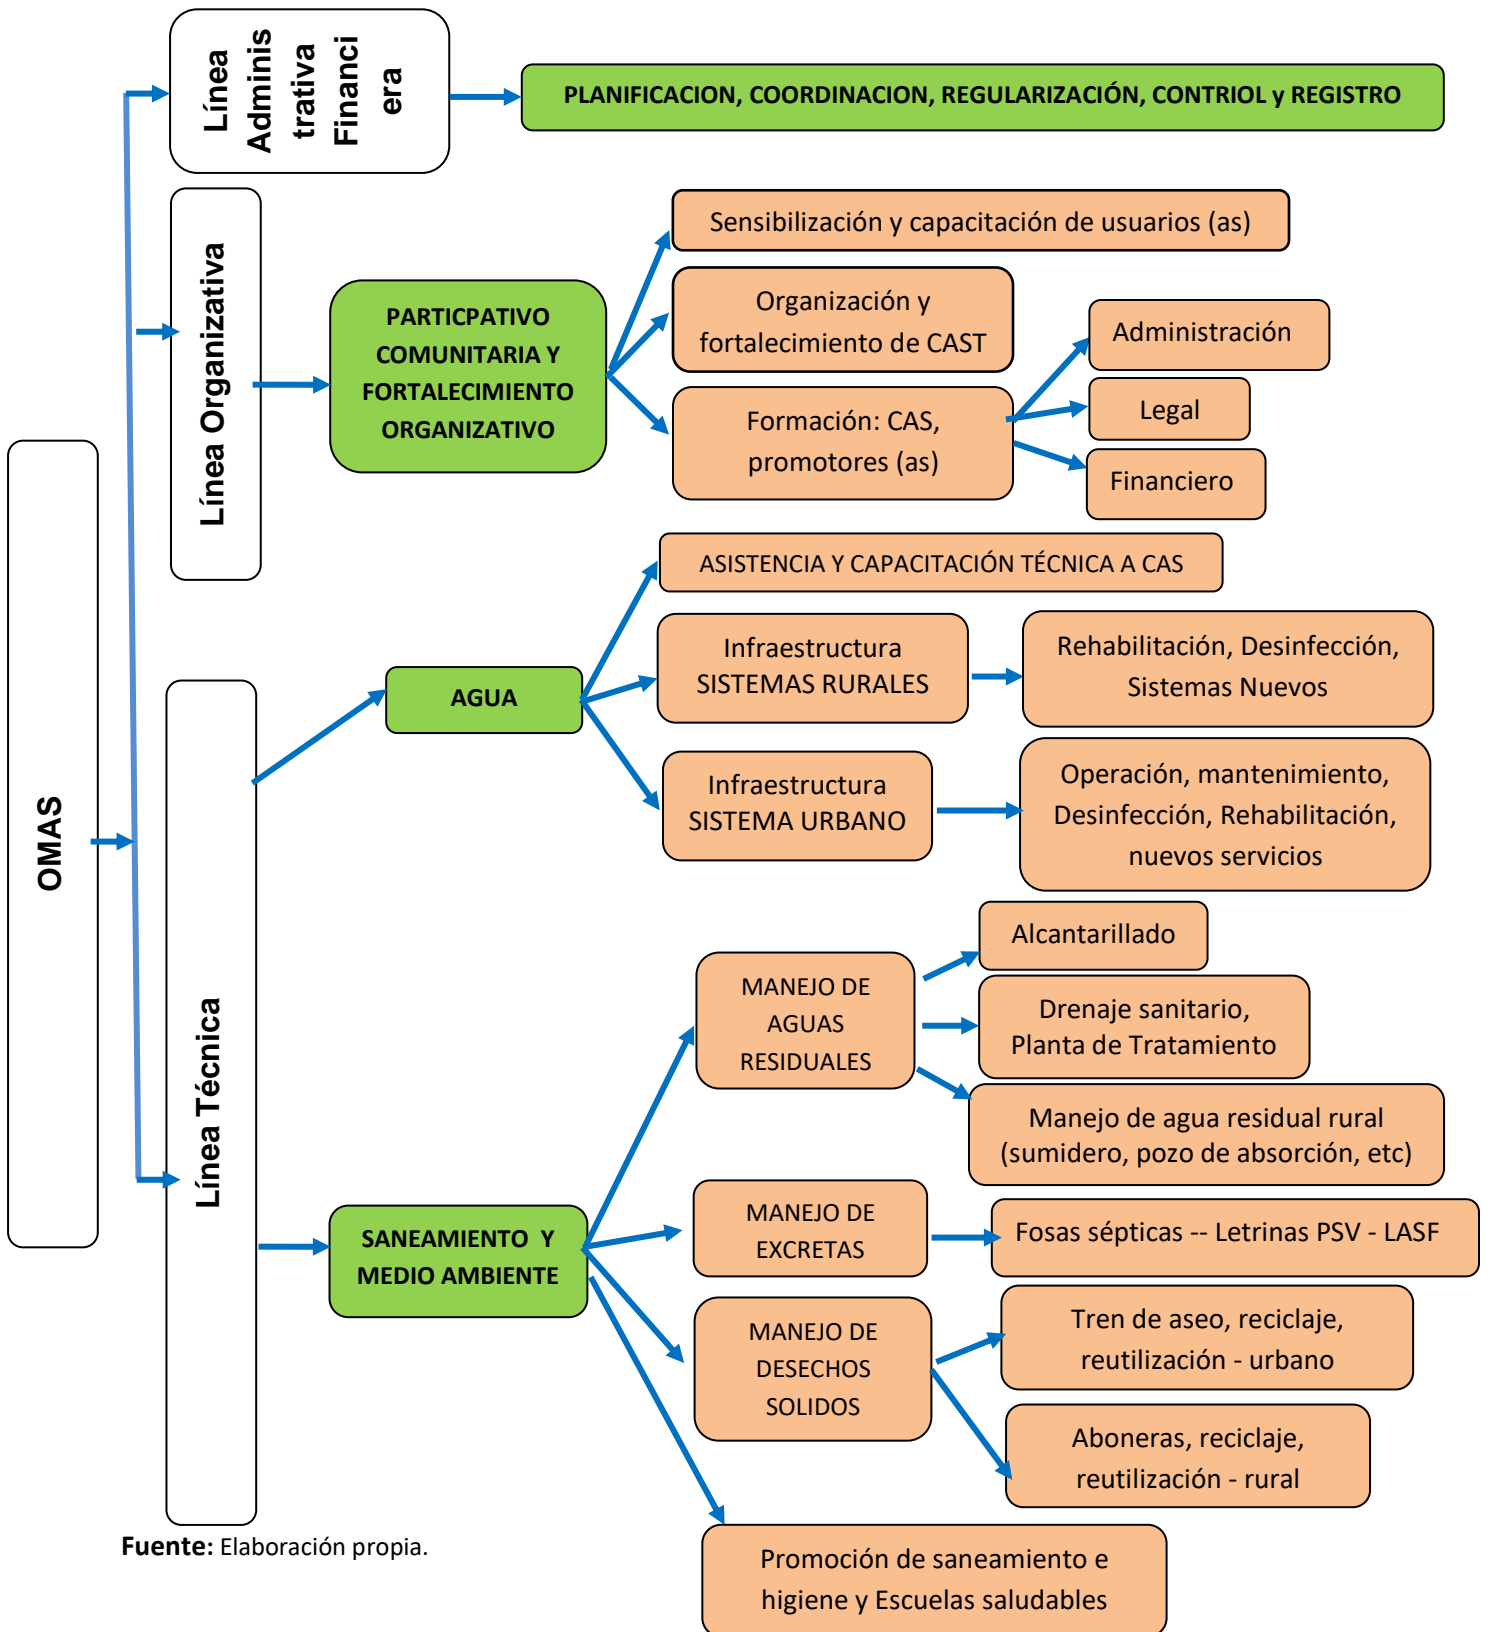 OMAS
Línea
Adminis
trativa
Financi
era
PLANIFICACION, COORDINACION, REGULARIZACIÓN, CONTRIOL y REGISTRO
Línea Organizativa
PARTICPATIVO
COMUNITARIA Y
FORTALECIMIENTO
ORGANIZATIVO
Sensibilización y capacitación de usuarios (as)
Organización y
fortalecimiento de CAST
Formación: CAS,
promotores (as)
Administración
Legal
Financiero
Línea Técnica
AGUA
ASISTENCIA Y CAPACITACIÓN TÉCNICA A CAS
Infraestructura
SISTEMAS RURALES
Rehabilitación, Desinfección,
Sistemas Nuevos
Infraestructura
SISTEMA URBANO
Operación, mantenimiento,
Desinfección, Rehabilitación,
nuevos servicios
SANEAMIENTO Y
MEDIO AMBIENTE
MANEJO DE
AGUAS
RESIDUALES
Alcantarillado
Drenaje sanitario,
Planta de Tratamiento
Manejo de agua residual rural
(sumidero, pozo de absorción, etc)
MANEJO DE
EXCRETAS
Fosas sépticas -- Letrinas PSV - LASF
MANEJO DE
DESECHOS
SOLIDOS
Tren de aseo, reciclaje,
reutilización - urbano
Aboneras, reciclaje,
reutilización - rural
Promoción de saneamiento e
higiene y Escuelas saludables
Fuente: Elaboración propia.